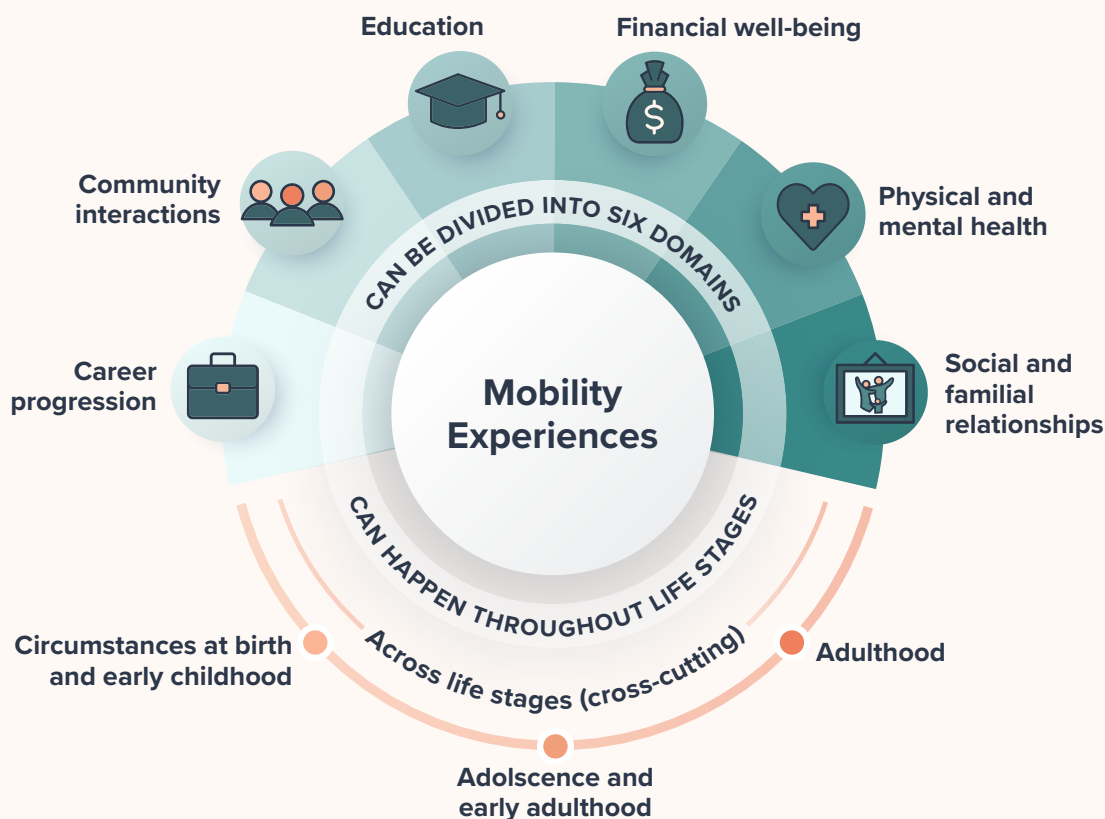 Education
Financial well-being
Community
interactions
Physical and
mental health
CAN BE DIVIDED INTO SIX DOMAINS
$
Career
progression
Mobility
Experiences
Social and
familial
relationships
CAN HAPPEN THROUGHOUT LIFE STAGES
Across life stages (cross-cutting)
Circumstances at birth
and early childhood
Adulthood
Adolscence and
early adulthood